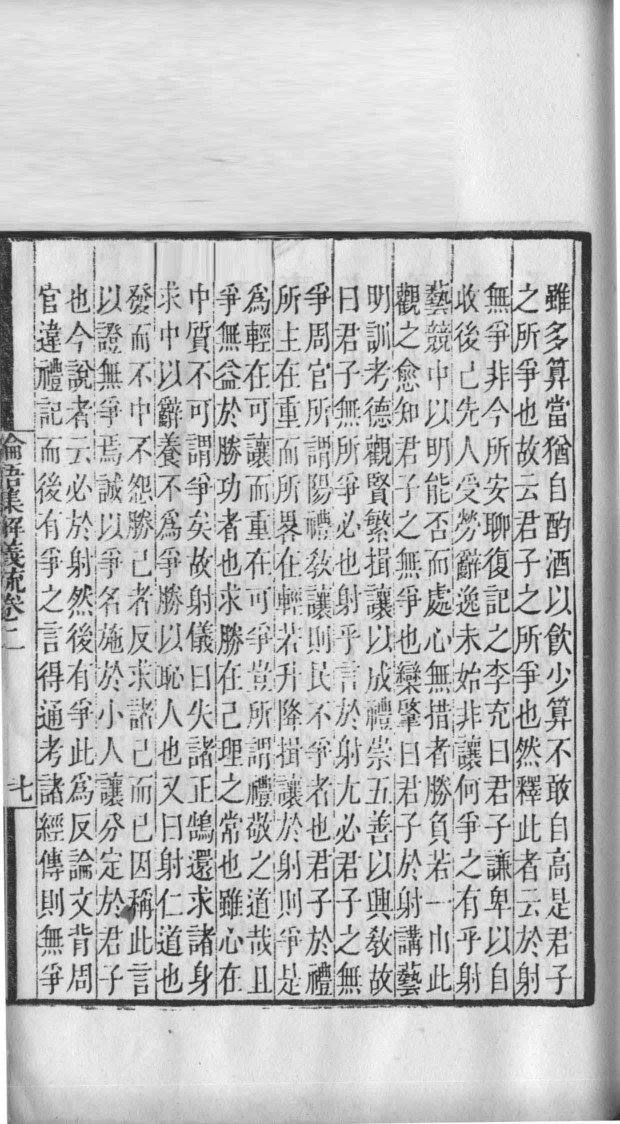 雖多算當猶自酌酒以飲少算不敢自高是君子
之所爭也故云君子之所爭也然釋此者云於射
無爭非今所安聊復記之李充曰君子謙卑以自
收後己先人受勞辭逸未始非讓何爭之有乎射
藝競中以明能否而處心無措者勝負若一由此
觀之愈知君子之無爭也欒肇曰君子於射講藝
明訓考德觀賢繁揖讓以成禮崇五善以興敎故
曰君子無所爭必也射乎言於射尤必君子之無
爭周官所謂陽禮敎讓則民不爭者也君子於禮
所主在重而所畧在輕若升降揖讓於射則爭是
爲輕在可讓而重在可爭豈所謂禮敬之道哉且
爭無益於勝功者也求勝在己理之常也雖心在
中質不可謂爭矣故射儀曰失諸正鵠還求諸身
求中以辭養不爲爭勝以恥人也又曰射仁道也
發而不中不怨勝己者反求諸己而已因稱此言
以證無爭焉誠以爭名施於小人讓分定於君子
也今說者云必於射然後有爭此爲反論文背周
官違禮記而後有爭之言得通考諸經傳則無爭
論語集解義疏卷二 七